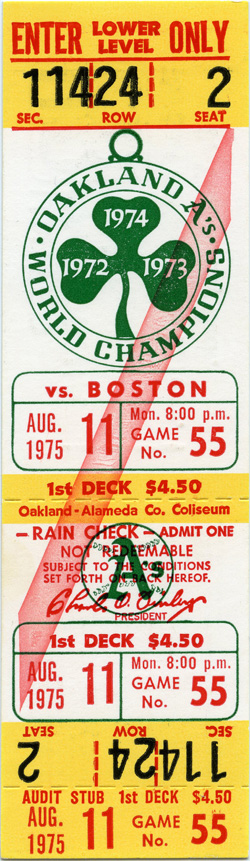 ENTER LOWER LEVEL ONLY
114 24 2
SEC. ROW SEAT
OAKLAND A's
1974
1972 1973
WORLD CHAMPIONS
vs. BOSTON
AUG. 1975 11 Mon. 8:00 p.m. GAME No. 55
1st DECK $4.50
Oakland - Alameda Co. Coliseum
RAIN CHECK - ADMIT ONE
NOT REDEEMABLE
SUBJECT TO THE CONDITIONS
SET FORTH ON BACK HEREOF.
A's
Charles O. Finley
PRESIDENT
1st DECK $4.50
AUG. 1975 11 Mon. 8:00 p.m. GAME No. 55
SEC. ROW SEAT
114 24 2
AUDIT STUB 1st DECK $4.50
AUG. 1975 11 GAME No. 55